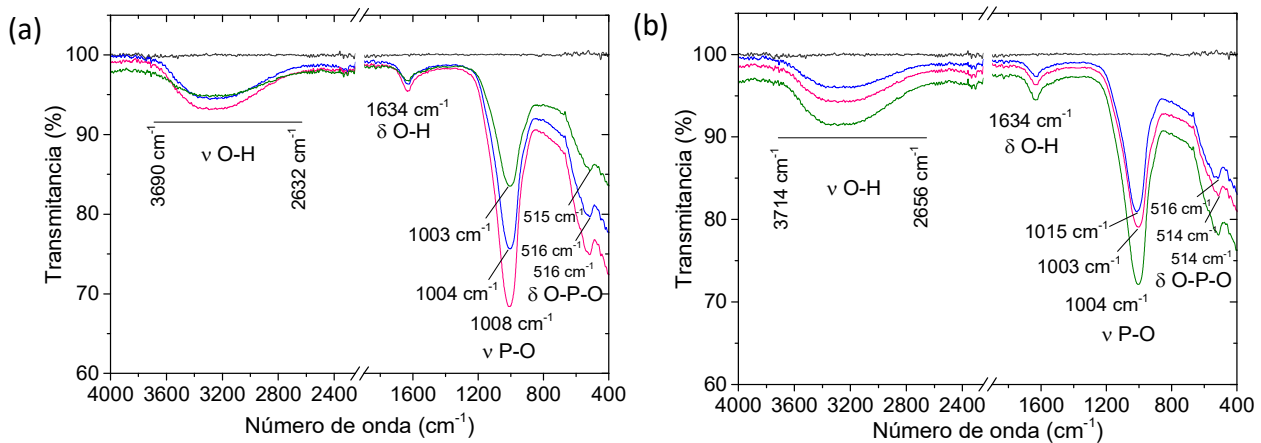 (a)
Transmitancia (%)
100
90
80
70
60
3690 cm⁻¹
ν O-H
2632 cm⁻¹
1634 cm⁻¹
δ O-H
1003 cm⁻¹
1004 cm⁻¹
1008 cm⁻¹
ν P-O
515 cm⁻¹
516 cm⁻¹
516 cm⁻¹
δ O-P-O
4000 3600 3200 2800 2400 1600 1200 800 400
Número de onda (cm⁻¹)
(b)
Transmitancia (%)
100
90
80
70
60
3714 cm⁻¹
ν O-H
2656 cm⁻¹
1634 cm⁻¹
δ O-H
1015 cm⁻¹
1003 cm⁻¹
1004 cm⁻¹
ν P-O
516 cm⁻¹
514 cm⁻¹
514 cm⁻¹
δ O-P-O
4000 3600 3200 2800 2400 1600 1200 800 400
Número de onda (cm⁻¹)